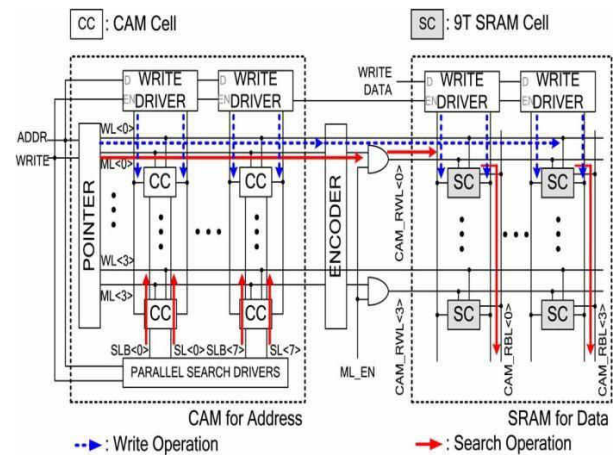 CC : CAM Cell
SC : 9T SRAM Cell
D WRITE WRITE
EN DRIVER DRIVER
WRITE
DATA
D WRITE WRITE
EN DRIVER DRIVER
ADDR
WRITE
WL<0>
ML<0>
POINTER
CC CC
ENCODER
CAM_RWL<0>
SC SC
WL<3>
ML<3>
CC CC
SC SC
SLB<0> SL<0> SLB<7> SL<7>
ML_EN
CAM_RWL<3>
CAM_RBL<0>
CAM_RBL<3>
PARALLEL SEARCH DRIVERS
CAM for Address
SRAM for Data
: Write Operation
: Search Operation